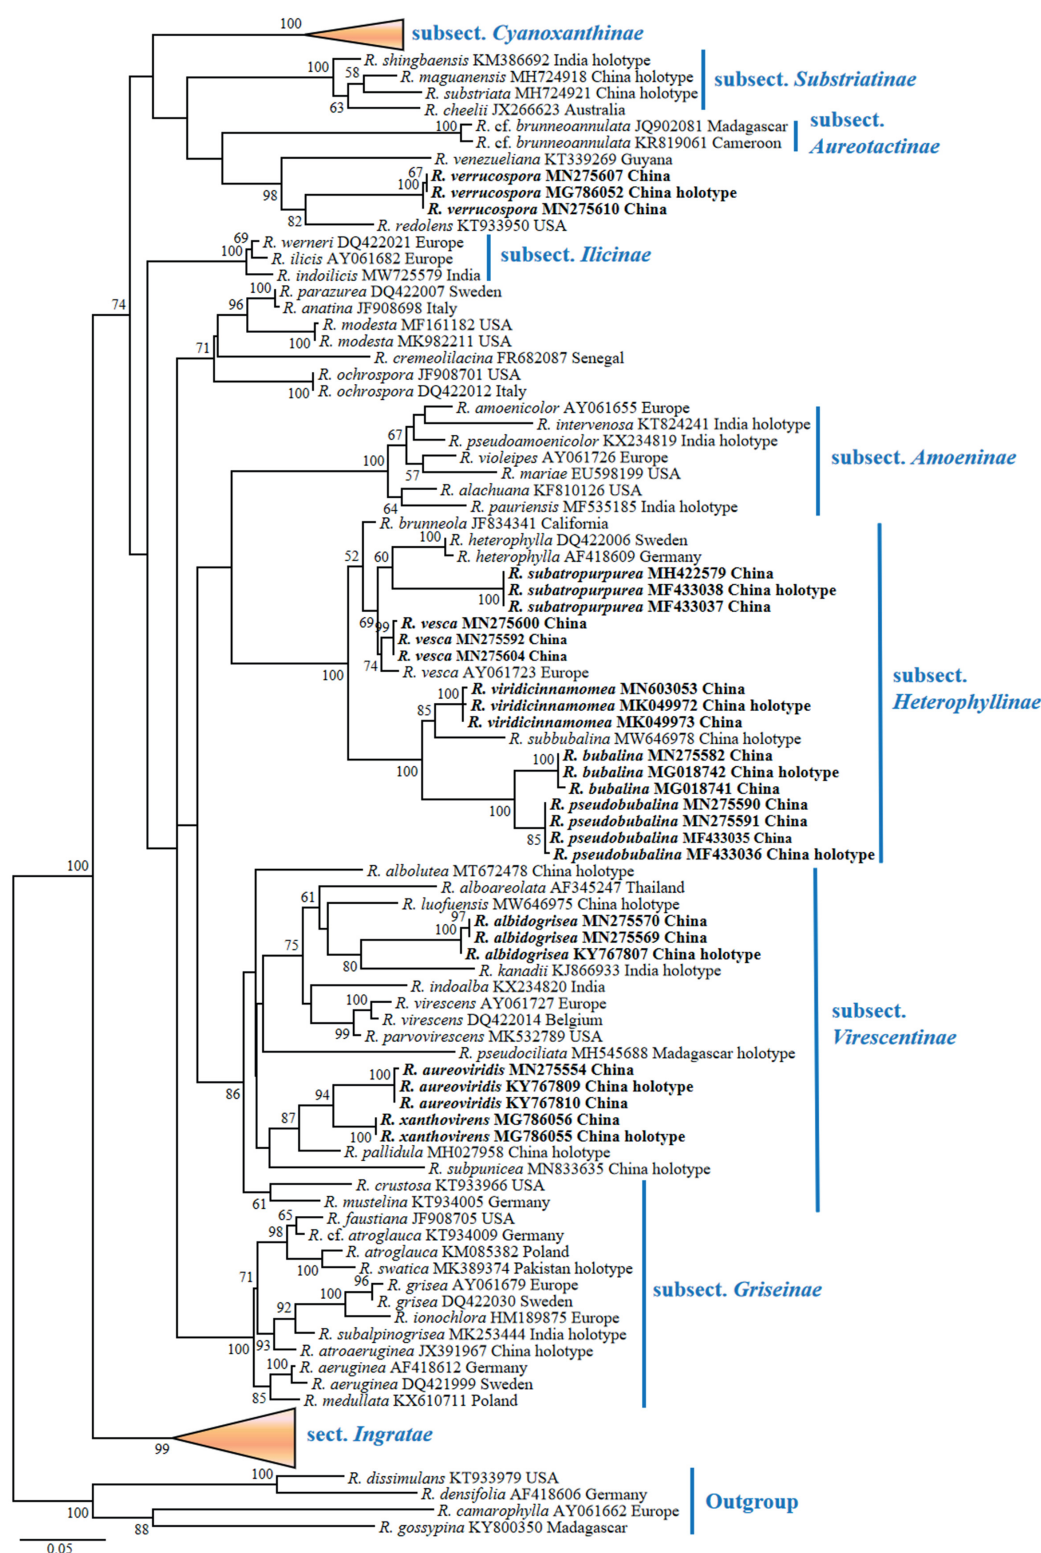 100
subsect. Cyanoxanthinae
R. shingbaensis KM386692 India holotype
100
58
R. maguanensis MH724918 China holotype
subsect. Substriatinae
R. substriata MH724921 China holotype
63
R. cheelii JX266623 Australia
100
R. cf. brunneoannulata JQ902081 Madagascar
subsect.
Aureotactinae
R. cf. brunneoannulata KR819061 Cameroon
R. venezueliana KT339269 Guyana
67
R. verrucospora MN275607 China
100
R. verrucospora MG786052 China holotype
98
R. verrucospora MN275610 China
82
R. redolens KT933950 USA
69
R. werneri DQ422021 Europe
100
R. ilicis AY061682 Europe
subsect. Ilicinae
R. indoilicis MW725579 India
100
R. parazurea DQ422007 Sweden
74
96
R. anatina JF908698 Italy
R. modesta MF161182 USA
100
R. modesta MK982211 USA
71
R. cremeolilacina FR682087 Senegal
R. ochrospora JF908701 USA
100
R. ochrospora DQ422012 Italy
R. amoenicolor AY061655 Europe
R. intervenosa KT824241 India holotype
67
R. pseudoamoenicolor KX234819 India holotype
100
R. violeipes AY061726 Europe
subsect. Amoeninae
57
R. mariae EU598199 USA
R. alachuana KF810126 USA
64
R. pauriensis MF535185 India holotype
R. brunneola JF834341 California
100
R. heterophylla DQ422006 Sweden
52
60
R. heterophylla AF418609 Germany
R. subatropurpurea MH422579 China
R. subatropurpurea MF433038 China holotype
100
R. subatropurpurea MF433037 China
69
99
R. vesca MN275600 China
R. vesca MN275592 China
R. vesca MN275604 China
74
100
R. vesca AY061723 Europe
subsect.
Heterophyllinae
100
R. viridicinnamomea MN603053 China
R. viridicinnamomea MK049972 China holotype
85
R. viridicinnamomea MK049973 China
R. subbubalina MW646978 China holotype
100
100
R. bubalina MN275582 China
R. bubalina MG018742 China holotype
R. bubalina MG018741 China
100
R. pseudobubalina MN275590 China
R. pseudobubalina MN275591 China
85
R. pseudobubalina MF433035 China
R. pseudobubalina MF433036 China holotype
100
R. albolutea MT672478 China holotype
R. alboareolata AF345247 Thailand
61
R. luofuensis MW646975 China holotype
97
R. albidogrisea MN275570 China
100
R. albidogrisea MN275569 China
75
R. albidogrisea KY767807 China holotype
80
R. kanadii KJ866933 India holotype
R. indoalba KX234820 India
100
R. virescens AY061727 Europe
subsect.
Virescentinae
R. virescens DQ422014 Belgium
99
R. parvovirescens MK532789 USA
R. pseudociliata MH545688 Madagascar holotype
100
R. aureoviridis MN275554 China
86
94
R. aureoviridis KY767809 China holotype
R. aureoviridis KY767810 China
87
R. xanthovirens MG786056 China
100
R. xanthovirens MG786055 China holotype
R. pallidula MH027958 China holotype
R. subpunicea MN833635 China holotype
R. crustosa KT933966 USA
61
R. mustelina KT934005 Germany
65
R. faustiana JF908705 USA
98
R. cf. atroglauca KT934009 Germany
R. atroglauca KM085382 Poland
100
R. swatica MK389374 Pakistan holotype
71
96
R. grisea AY061679 Europe
subsect. Griseinae
100
R. grisea DQ422030 Sweden
92
R. ionochlora HM189875 Europe
R. subalpinogrisea MK253444 India holotype
100
93
R. atroaeruginea JX391967 China holotype
100
R. aeruginea AF418612 Germany
R. aeruginea DQ421999 Sweden
85
R. medullata KX610711 Poland
99
sect. Ingratae
100
R. dissimulans KT933979 USA
R. densifolia AF418606 Germany
Outgroup
100
R. camarophylla AY061662 Europe
88
R. gossypina KY800350 Madagascar
0.05